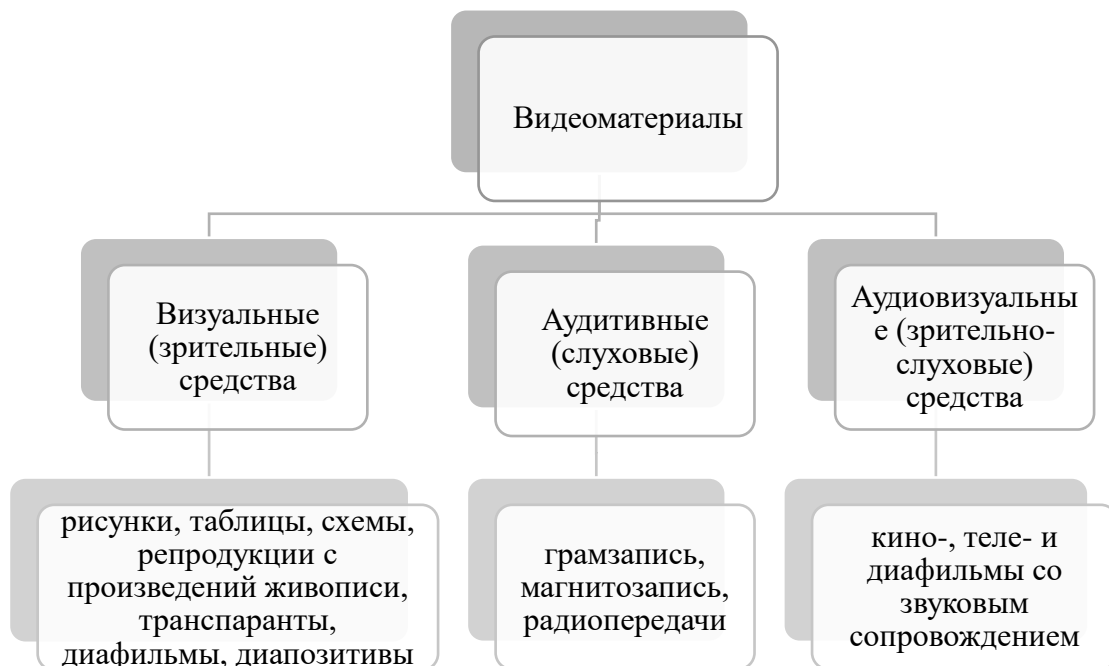 Видеоматериалы
Визуальные
(зрительные)
средства
Аудитивные
(слуховые)
средства
Аудиовизуальны
е (зрительно-
слуховые)
средства
рисунки, таблицы, схемы,
репродукции с
произведений живописи,
транспаранты,
диафильмы, диапозитивы
грамзапись,
магнитозапись,
радиопередачи
кино-, теле- и
диафильмы со
звуковым
сопровождением